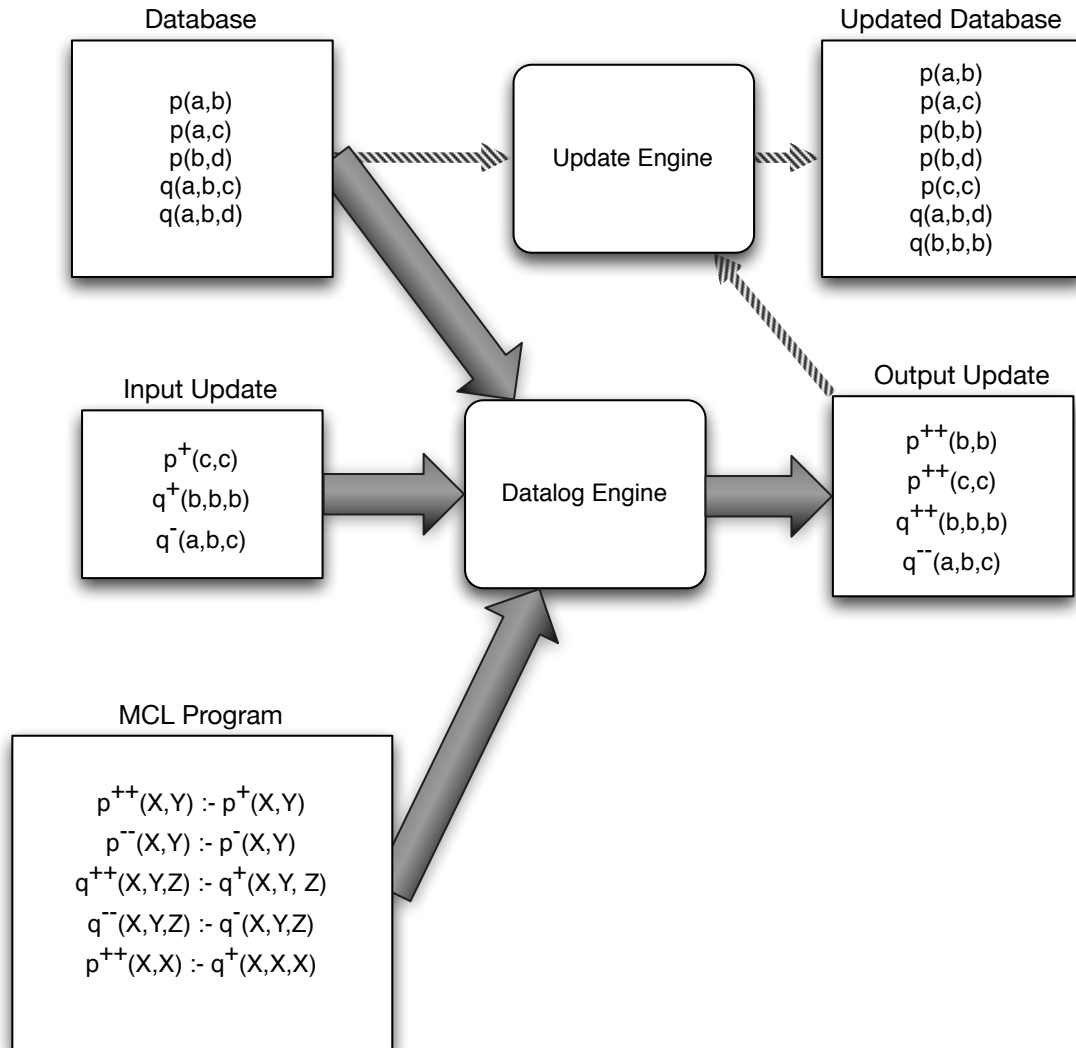 Database
p(a,b)
p(a,c)
p(b,d)
q(a,b,c)
q(a,b,d)
Update Engine
Updated Database
p(a,b)
p(a,c)
p(b,b)
p(b,d)
p(c,c)
q(a,b,d)
q(b,b,b)
Input Update
p⁺(c,c)
q⁺(b,b,b)
q⁻(a,b,c)
Datalog Engine
Output Update
p⁺⁺(b,b)
p⁺⁺(c,c)
q⁺⁺(b,b,b)
q⁻⁻(a,b,c)
MCL Program
p⁺⁺(X,Y) :- p⁺(X,Y)
p⁻⁻(X,Y) :- p⁻(X,Y)
q⁺⁺(X,Y,Z) :- q⁺(X,Y, Z)
q⁻⁻(X,Y,Z) :- q⁻(X,Y,Z)
p⁺⁺(X,X) :- q⁺(X,X,X)